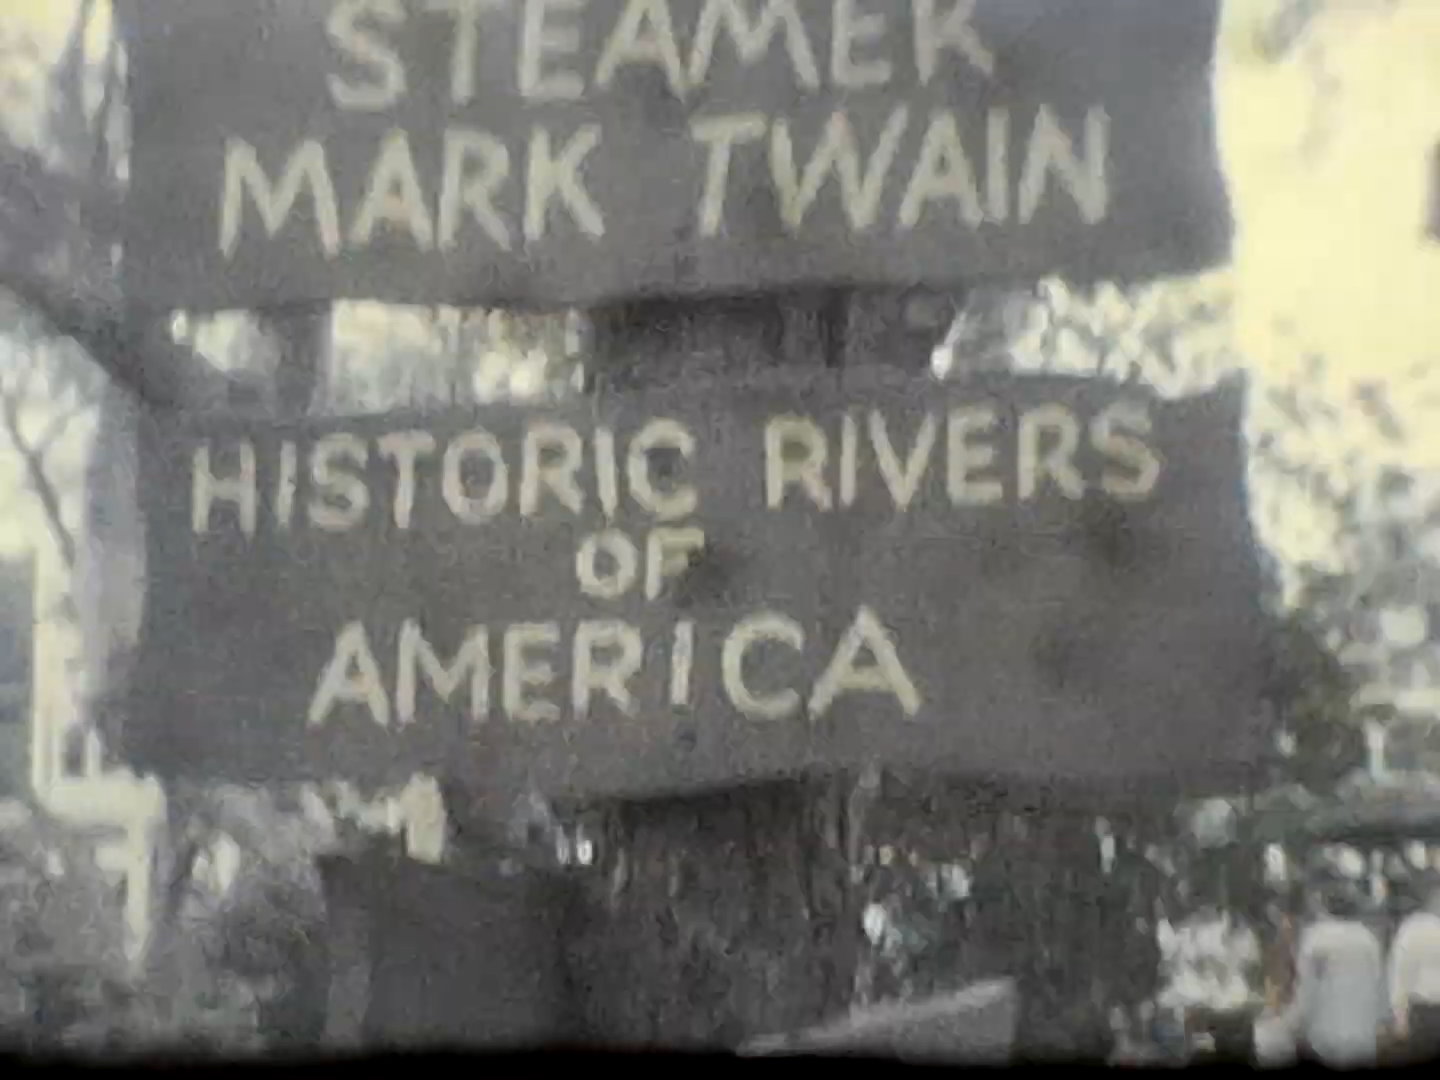 STEAMER
MARK TWAIN
HISTORIC RIVERS
OF
AMERICA